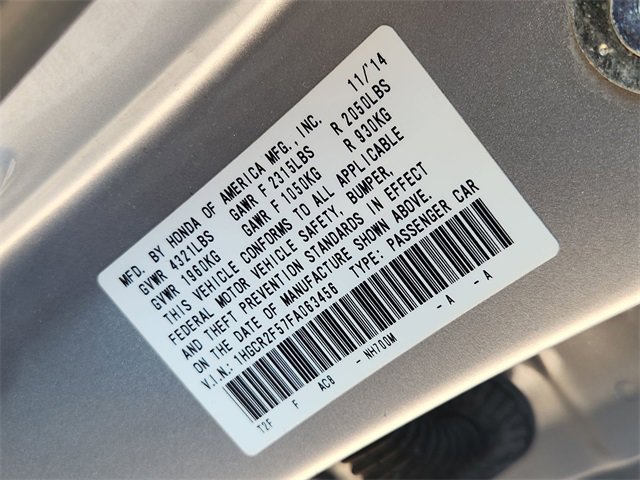 MFD. BY HONDA OF AMERICA MFG., INC. 11/'14
GVWR 4321LBS GAWR F 2315LBS R 2050LBS
GVWR 1960KG GAWR F 1050KG R 930KG
THIS VEHICLE CONFORMS TO ALL APPLICABLE
FEDERAL MOTOR VEHICLE SAFETY, BUMPER,
AND THEFT PREVENTION STANDARDS IN EFFECT
ON THE DATE OF MANUFACTURE SHOWN ABOVE.
V.I.N.: 1HGCR2F57FA063456 TYPE: PASSENGER CAR
T2F F AC8 - NH700M - A - A